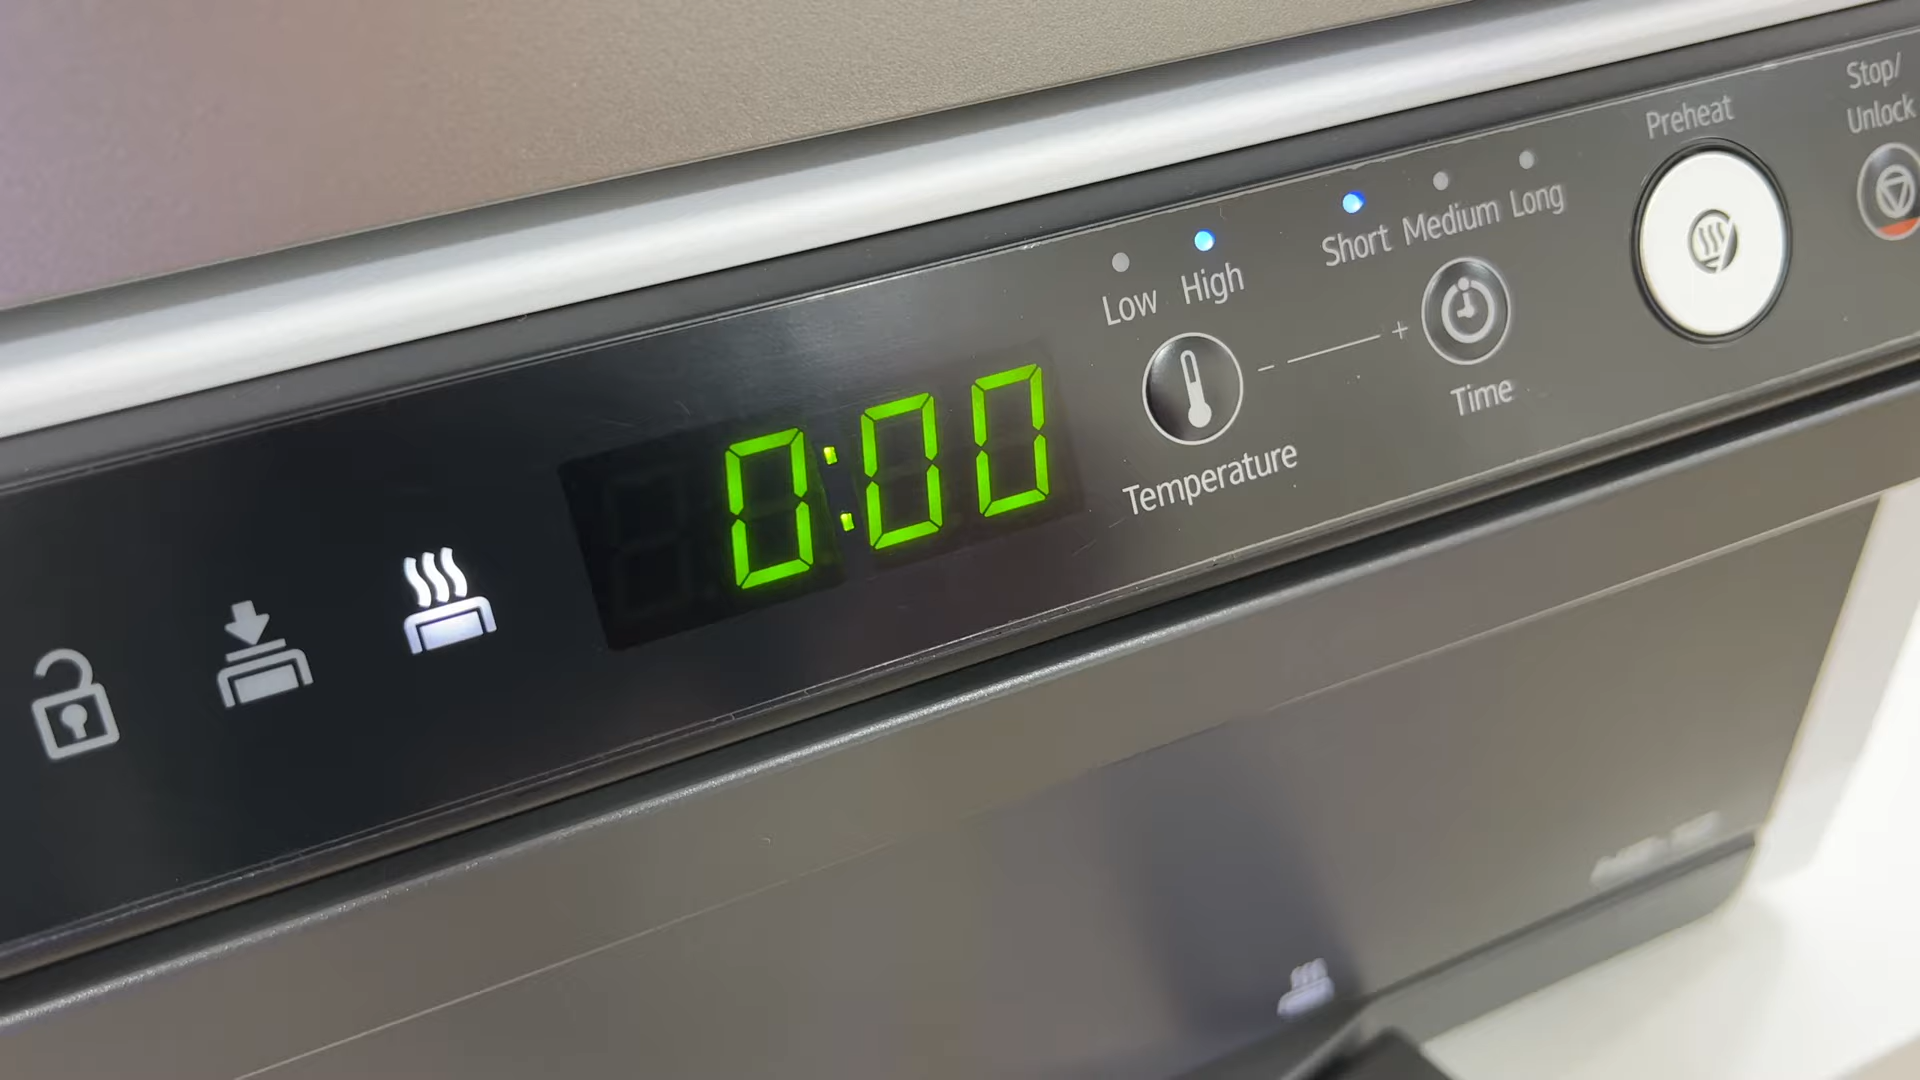 Stop/
Unlock
Preheat
Short Medium Long
Low High
- +
0:00
Time
Temperature